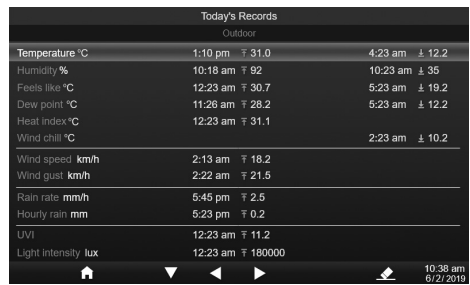 Today's Records
Outdoor
Temperature °C 1:10 pm 31.0 4:23 am 12.2
Humidity % 10:18 am 92 10:23 am 35
Feels like °C 12:23 am 30.7 5:23 am 19.2
Dew point °C 11:26 am 28.2 5:23 am 12.2
Heat index °C 12:23 am 31.1
Wind chill °C 2:23 am 10.2
Wind speed km/h 2:13 am 18.2
Wind gust km/h 2:22 am 21.5
Rain rate mm/h 5:45 pm 2.5
Hourly rain mm 5:23 pm 0.2
UVI 12:23 am 11.2
Light intensity lux 12:23 am 180000
10:38 am
6/2/2019